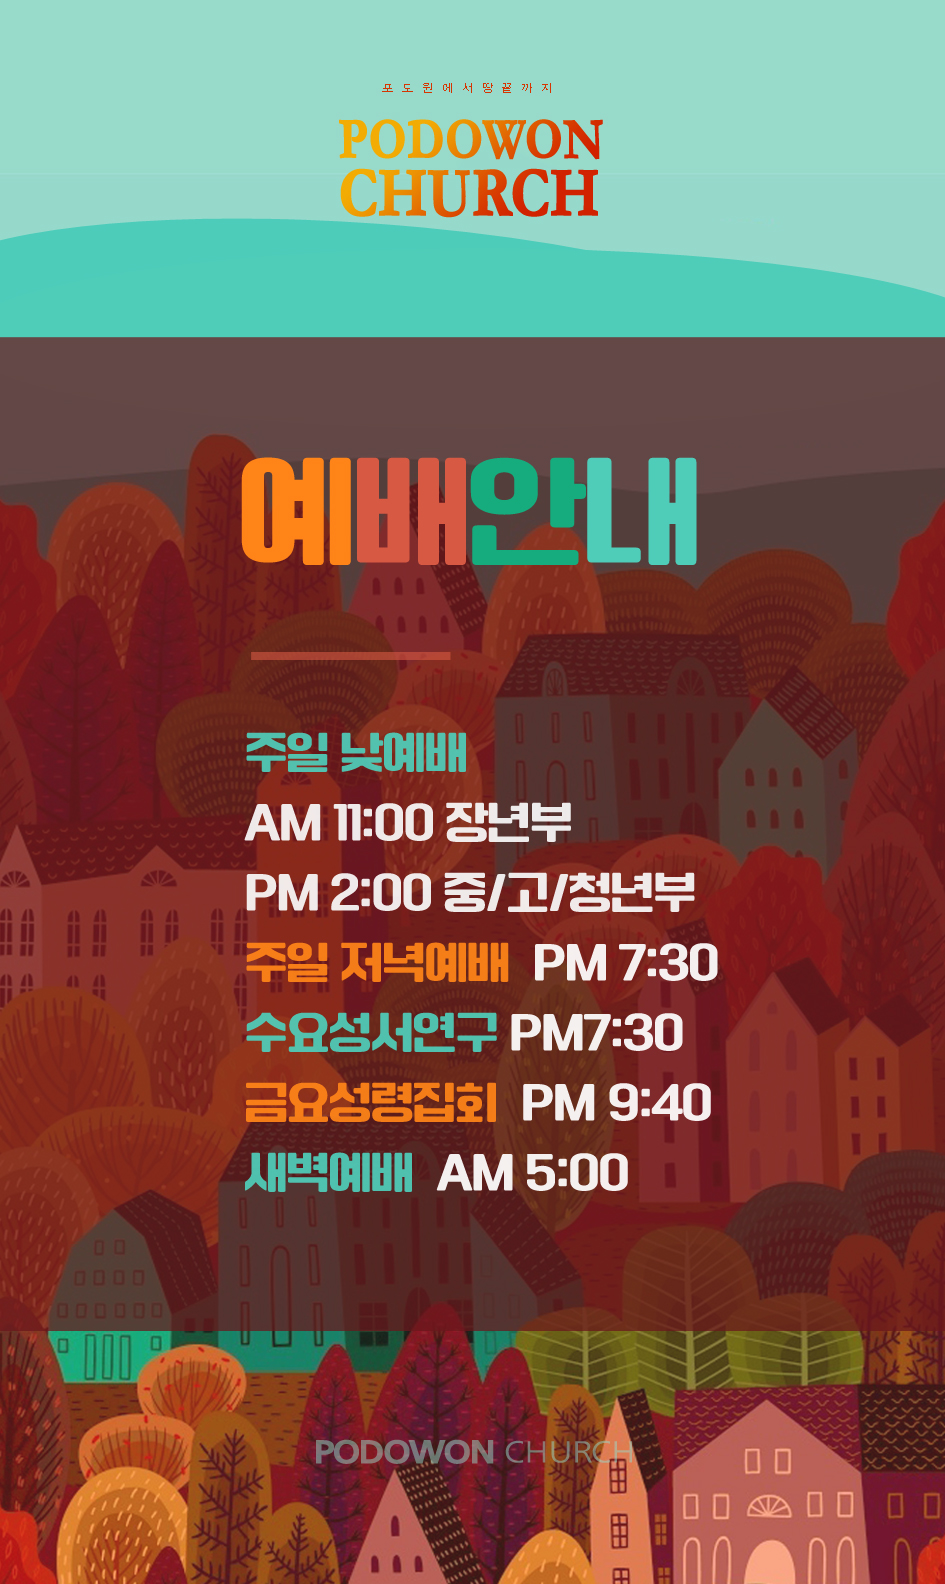 포도원에서땅끝까지
PODOWON
CHURCH
예배안내
주일 낮예배
AM 11:00 장년부
PM 2:00 중/고/청년부
주일 저녁예배 PM 7:30
수요성서연구 PM7:30
금요성령집회 PM 9:40
새벽예배 AM 5:00
PODOWON CHURCH